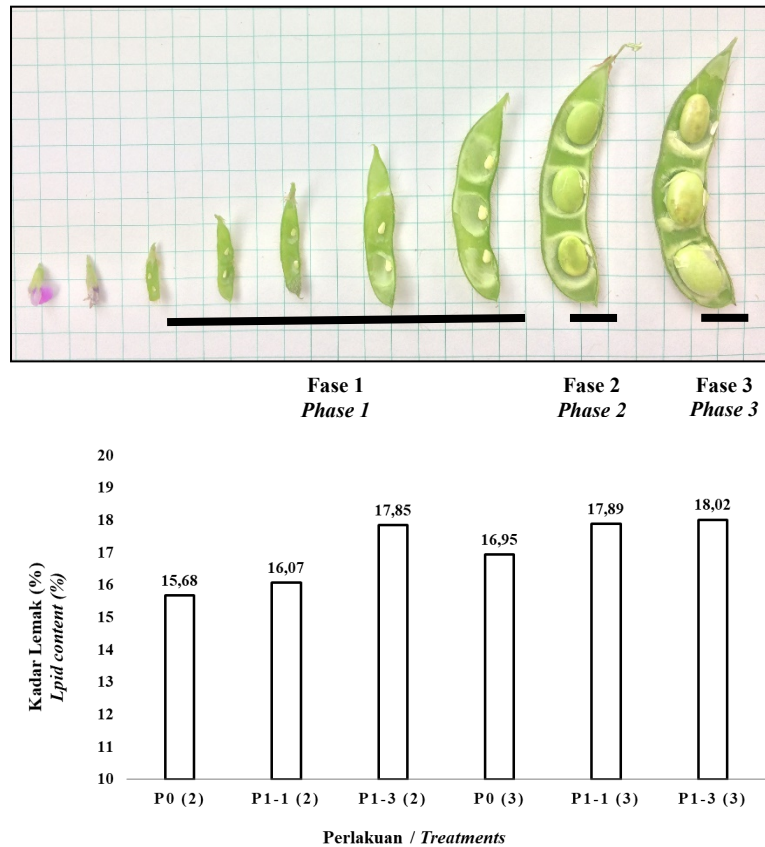 Fase 1
Phase 1
Fase 2
Phase 2
Fase 3
Phase 3
Kadar Lemak (%)
Lpid content (%)
20
19
18
17
16
15
14
13
12
11
10
15,68
16,07
17,85
16,95
17,89
18,02
P0 (2)
P1-1 (2)
P1-3 (2)
P0 (3)
P1-1 (3)
P1-3 (3)
Perlakuan / Treatments